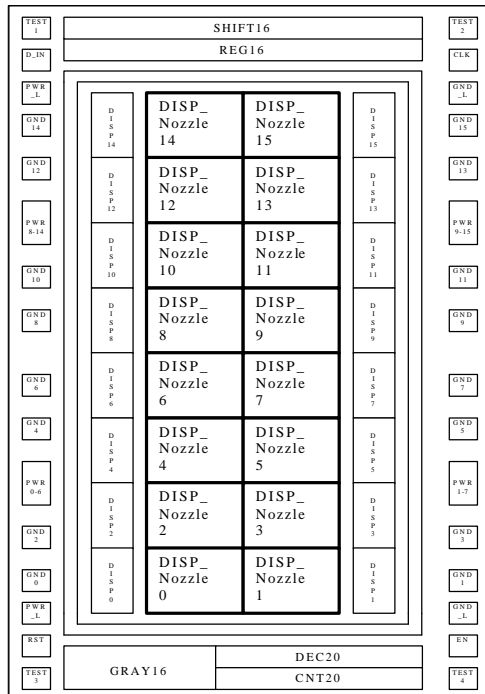 TEST
1
SHIFT16
TEST
2
D_IN
REG16
CLK
PWR
_L
GND
_L
GND
14
DISP14
DISP_
Nozzle
14
DISP_
Nozzle
15
DISP15
GND
15
GND
12
DISP12
DISP_
Nozzle
12
DISP_
Nozzle
13
DISP13
GND
13
PWR
8-14
PWR
9-15
GND
10
DISP10
DISP_
Nozzle
10
DISP_
Nozzle
11
DISP11
GND
11
GND
8
DISP8
DISP_
Nozzle
8
DISP_
Nozzle
9
DISP9
GND
9
GND
6
DISP6
DISP_
Nozzle
6
DISP_
Nozzle
7
DISP7
GND
7
GND
4
DISP4
DISP_
Nozzle
4
DISP_
Nozzle
5
DISP5
GND
5
PWR
0-6
PWR
1-7
GND
2
DISP2
DISP_
Nozzle
2
DISP_
Nozzle
3
DISP3
GND
3
GND
0
DISP0
DISP_
Nozzle
0
DISP_
Nozzle
1
DISP1
GND
1
PWR
_L
GND
_L
RST
EN
GRAY16
DEC20
CNT20
TEST
3
TEST
4